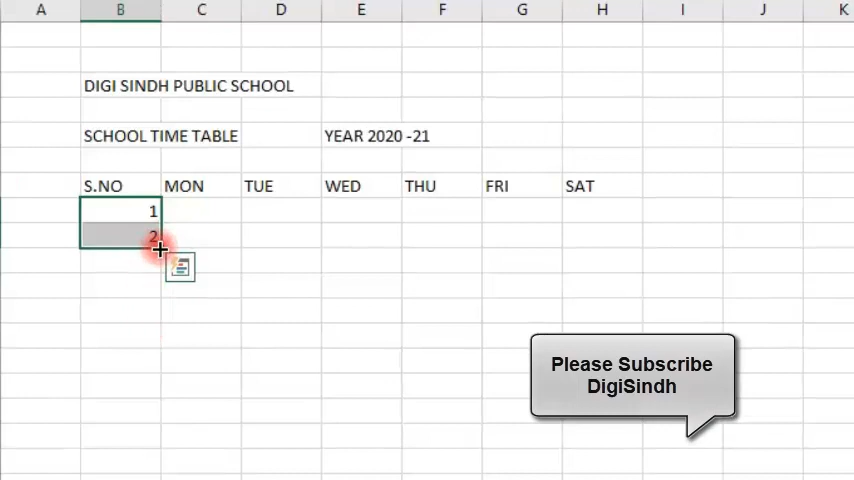 A B C D E F G H I J K
DIGI SINDH PUBLIC SCHOOL
SCHOOL TIME TABLE YEAR 2020 -21
S.NO MON TUE WED THU FRI SAT
1
2
Please Subscribe
DigiSindh